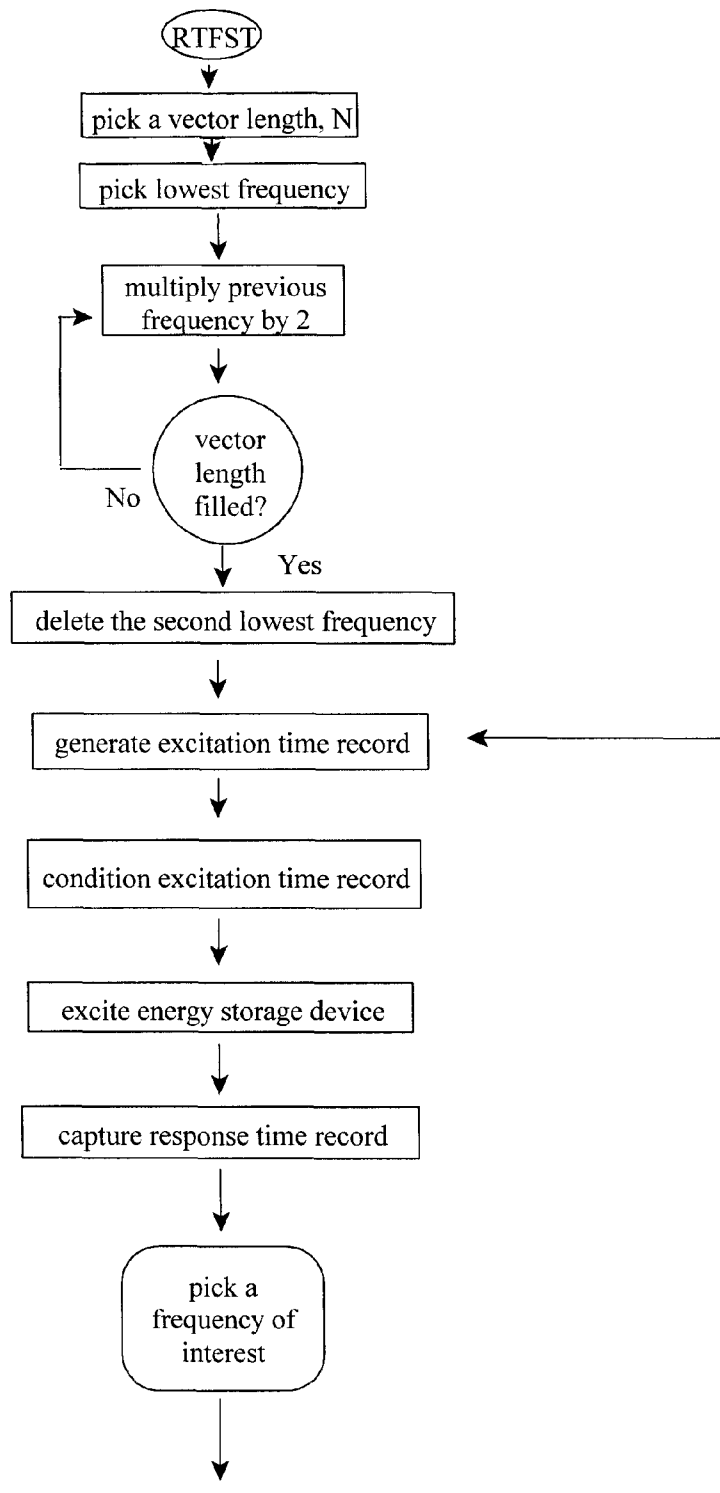 RTFST
pick a vector length, N
pick lowest frequency
multiply previous
frequency by 2
vector
length
filled?
No
Yes
delete the second lowest frequency
generate excitation time record
condition excitation time record
excite energy storage device
capture response time record
pick a
frequency of
interest